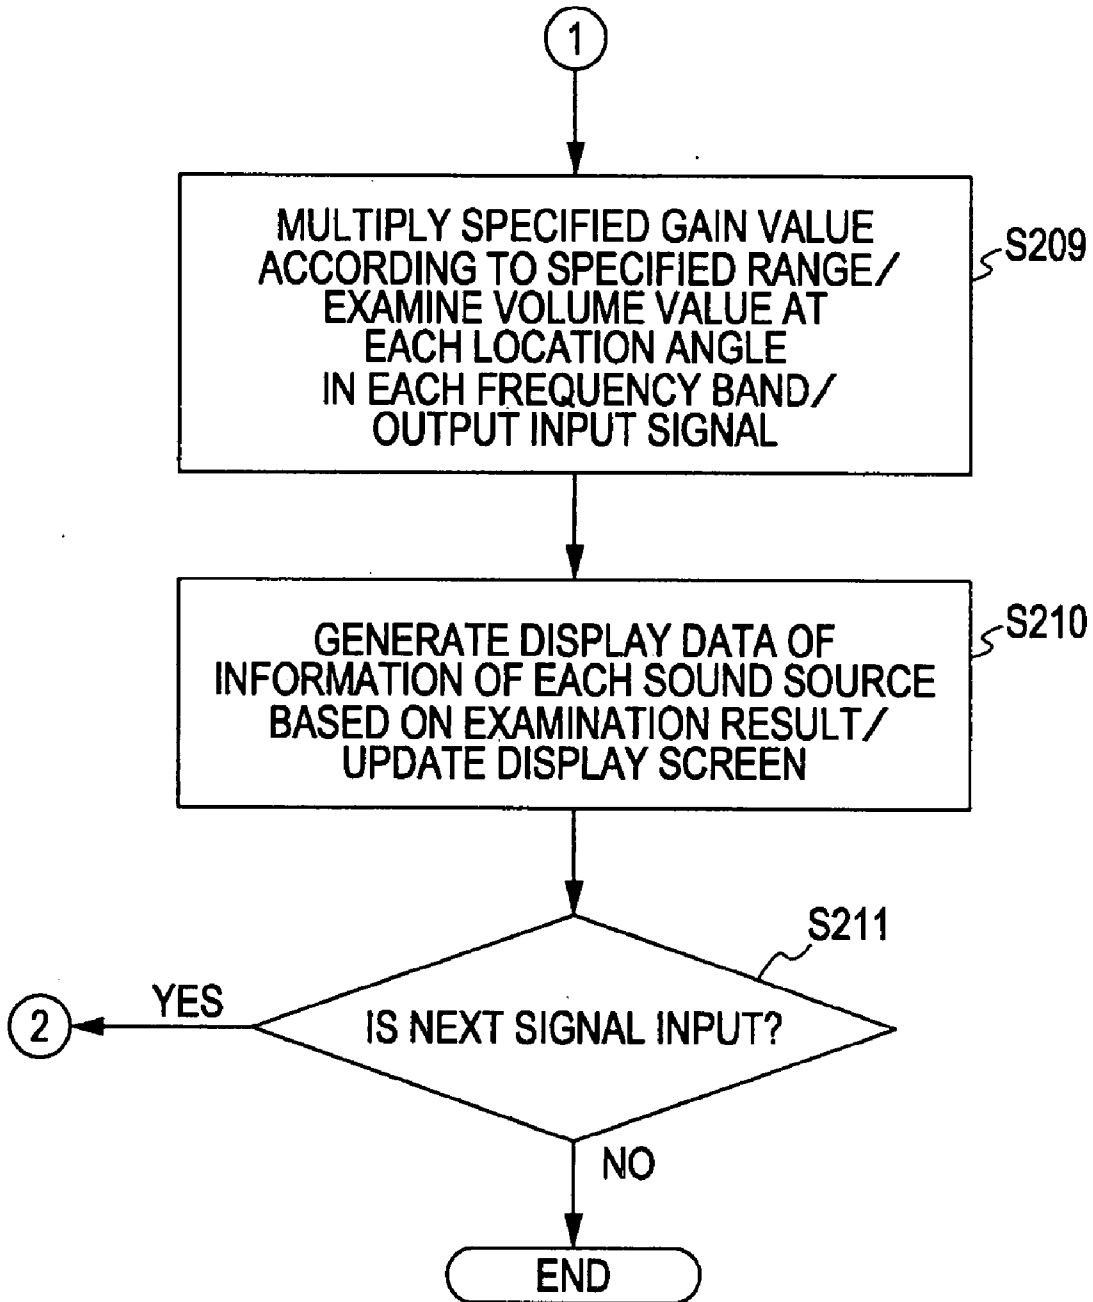 1
MULTIPLY SPECIFIED GAIN VALUE
ACCORDING TO SPECIFIED RANGE/
EXAMINE VOLUME VALUE AT
EACH LOCATION ANGLE
IN EACH FREQUENCY BAND/
OUTPUT INPUT SIGNAL
S209
GENERATE DISPLAY DATA OF
INFORMATION OF EACH SOUND SOURCE
BASED ON EXAMINATION RESULT/
UPDATE DISPLAY SCREEN
S210
S211
IS NEXT SIGNAL INPUT?
YES
2
NO
END